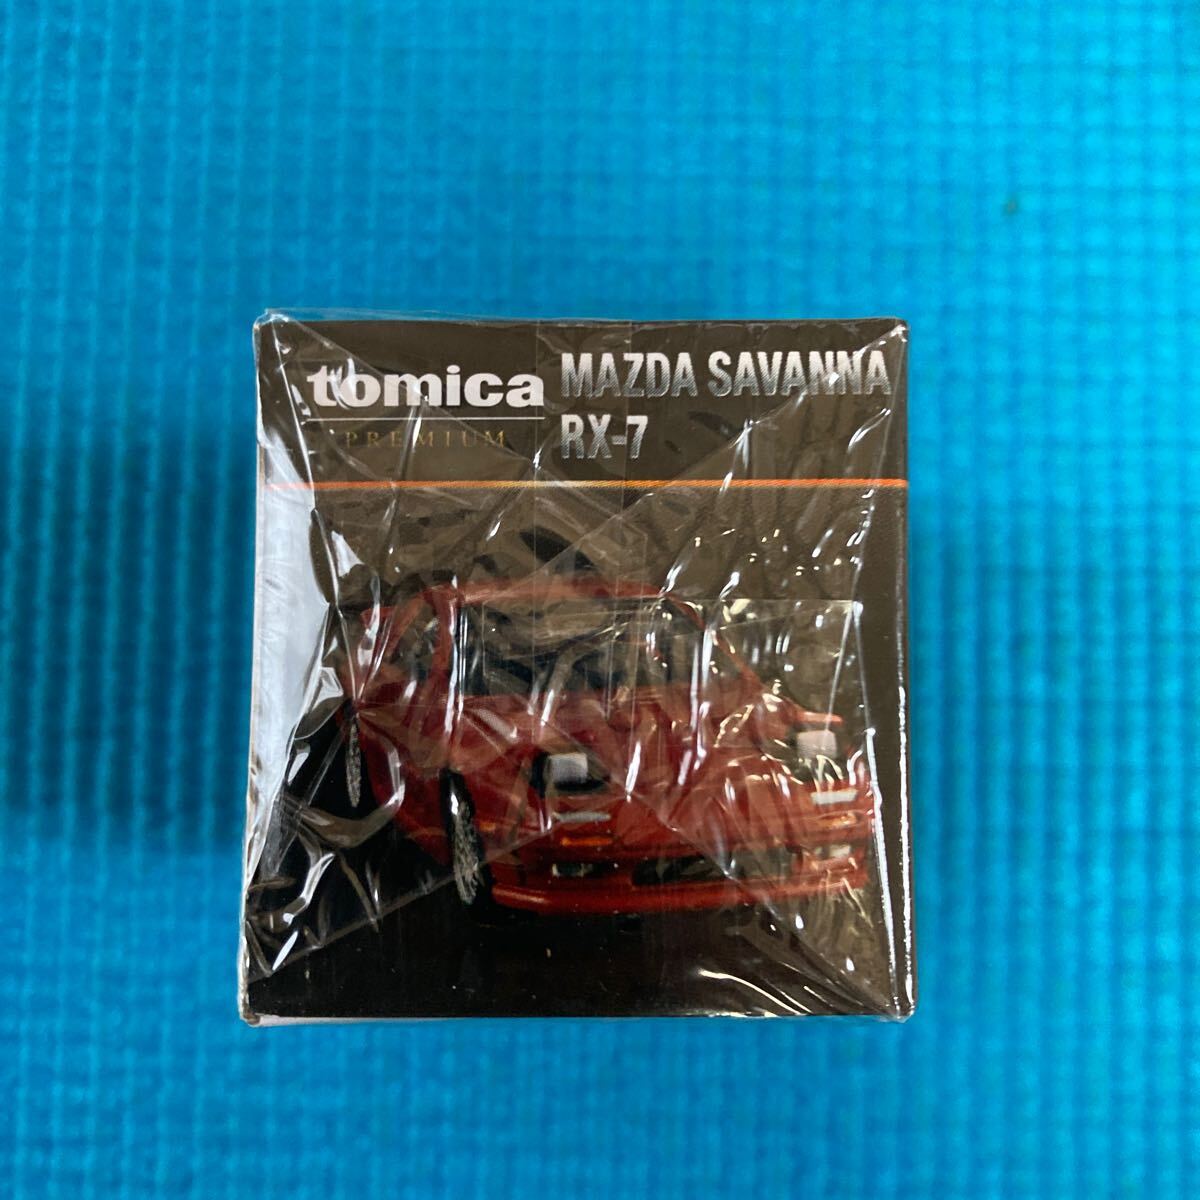 tomica
PREMIUM
MAZDA SAVANNA
RX-7